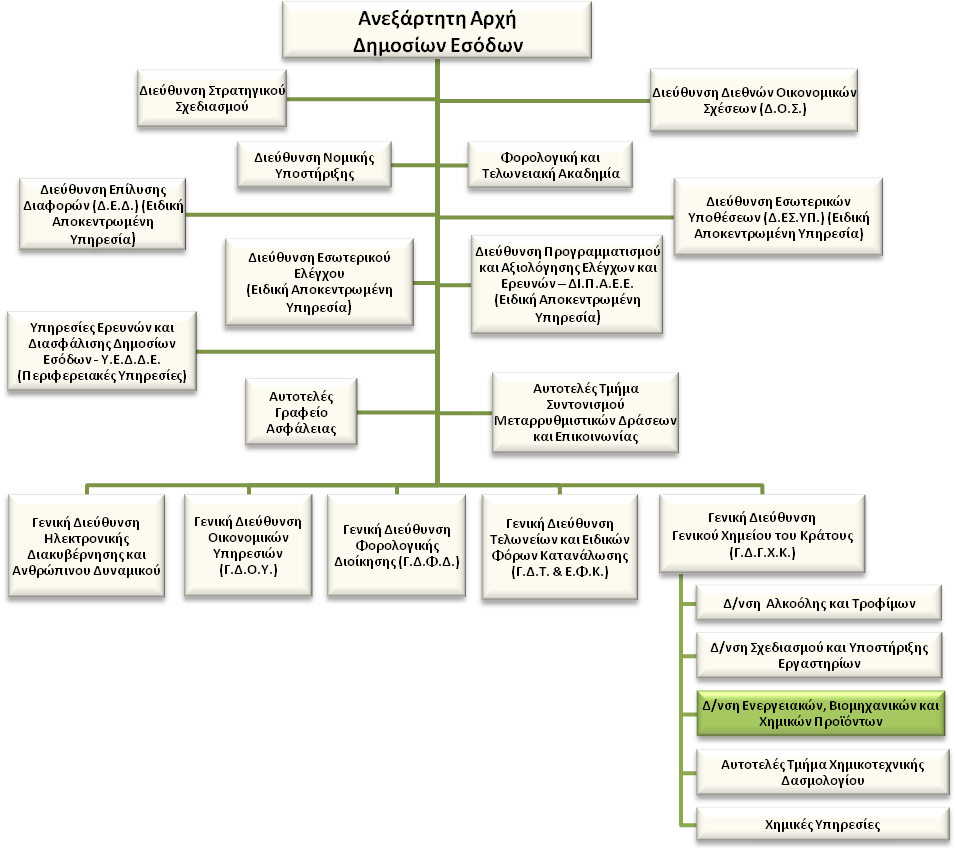 Ανεξάρτητη Αρχή
Δημοσίων Εσόδων
Διεύθυνση Στρατηγικού
Σχεδιασμού
Διεύθυνση Διεθνών Οικονομικών
Σχέσεων (Δ.Ο.Σ.)
Διεύθυνση Νομικής
Υποστήριξης
Φορολογική και
Τελωνειακή Ακαδημία
Διεύθυνση Επίλυσης
Διαφορών (Δ.Ε.Δ.) (Ειδική
Αποκεντρωμένη
Υπηρεσία)
Διεύθυνση Εσωτερικών
Υποθέσεων (Δ.ΕΣ.ΥΠ.) (Ειδική
Αποκεντρωμένη Υπηρεσία)
Διεύθυνση Εσωτερικού
Ελέγχου
(Ειδική Αποκεντρωμένη
Υπηρεσία)
Διεύθυνση Προγραμματισμού
και Αξιολόγησης Ελέγχων και
Ερευνών – ΔΙ.Π.Α.Ε.Ε.
(Ειδική Αποκεντρωμένη
Υπηρεσία)
Υπηρεσίες Ερευνών και
Διασφάλισης Δημοσίων
Εσόδων - Υ.Ε.Δ.Δ.Ε.
(Περιφερειακές Υπηρεσίες)
Αυτοτελές
Γραφείο
Ασφάλειας
Αυτοτελές Τμήμα
Συντονισμού
Μεταρρυθμιστικών Δράσεων
και Επικοινωνίας
Γενική Διεύθυνση
Ηλεκτρονικής
Διακυβέρνησης και
Ανθρώπινου Δυναμικού
Γενική Διεύθυνση
Οικονομικών
Υπηρεσιών
(Γ.Δ.Ο.Υ.)
Γενική Διεύθυνση
Φορολογικής
Διοίκησης (Γ.Δ.Φ.Δ.)
Γενική Διεύθυνση
Τελωνείων και Ειδικών
Φόρων Κατανάλωσης
(Γ.Δ.Τ. & Ε.Φ.Κ.)
Γενική Διεύθυνση
Γενικού Χημείου του Κράτους
(Γ.Δ.Γ.Χ.Κ.)
Δ/νση Αλκοόλης και Τροφίμων
Δ/νση Σχεδιασμού και Υποστήριξης
Εργαστηρίων
Δ/νση Ενεργειακών, Βιομηχανικών και
Χημικών Προϊόντων
Αυτοτελές Τμήμα Χημικοτεχνικής
Δασμολογίου
Χημικές Υπηρεσίες